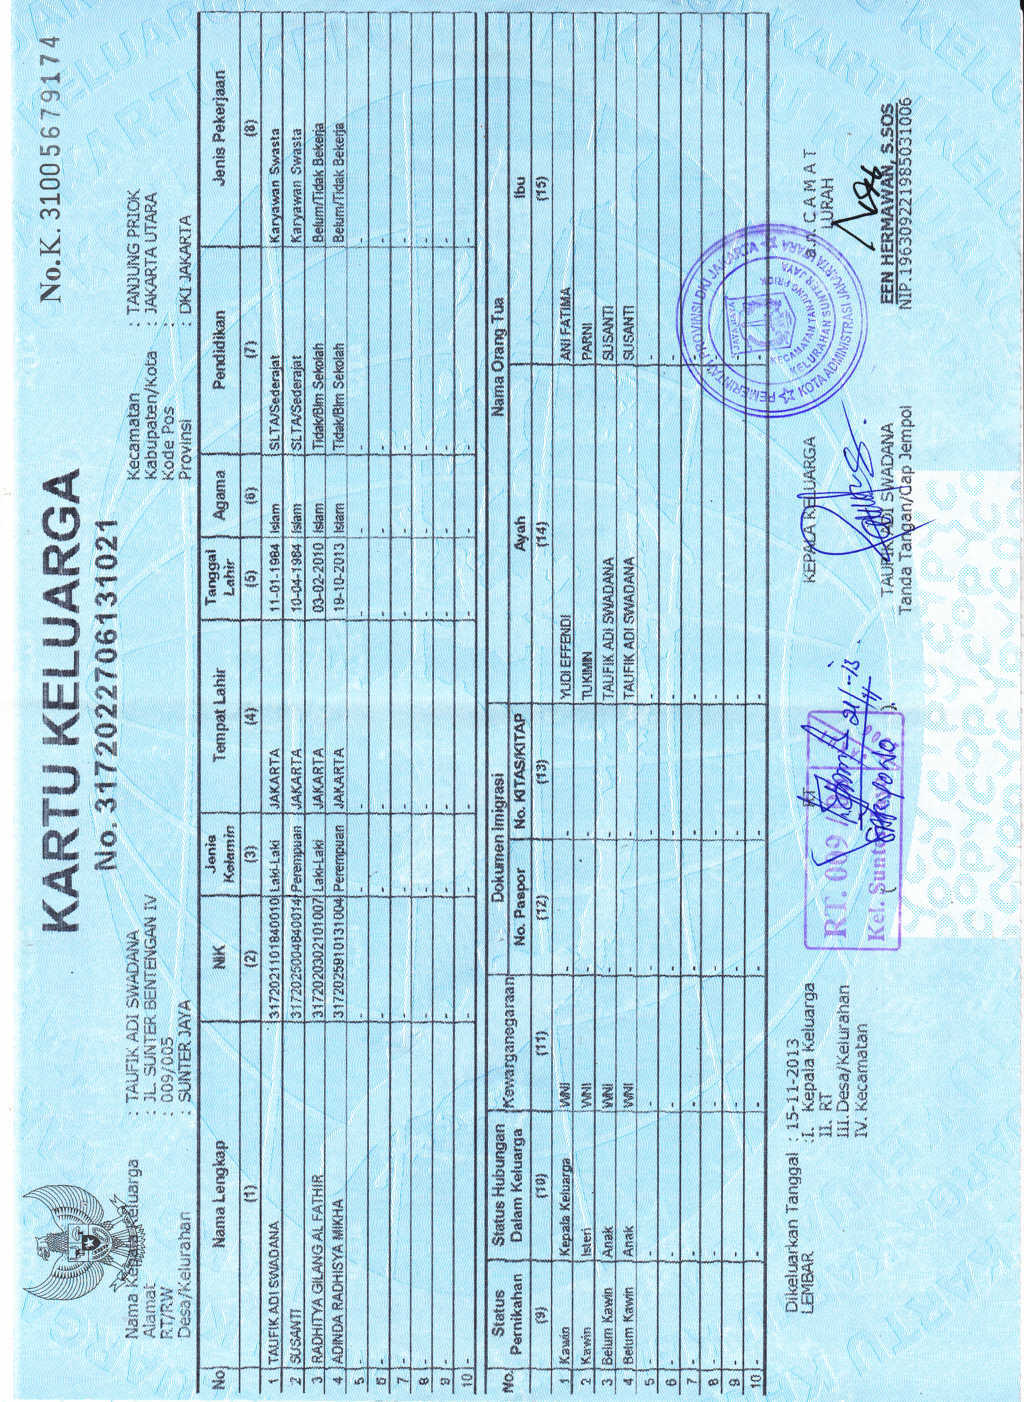 No.K. 3100567 9174
KARTU KELUARGA
No. 3172022706131021
Nama Kepala Keluarga : TAUFIK ADI SWADANA
Alamat : JL. SUNTER BENTENGAN IV
RT/RW : 009/005
Desa/Kelurahan : SUNTER JAYA
Kecamatan : TANJUNG PRIOK
Kabupaten/Kota : JAKARTA UTARA
Kode Pos :
Provinsi : DKI JAKARTA
No Nama Lengkap NIK Jenis Kelamin Tempat Lahir Tanggal Lahir Agama Pendidikan Jenis Pekerjaan
(1) (2) (3) (4) (5) (6) (7) (8)
1 TAUFIK ADI SWADANA 3172021101840010 Laki-Laki JAKARTA 11-01-1984 Islam SLTA/Sederajat Karyawan Swasta
2 SUSANTI 3172025004840014 Perempuan JAKARTA 10-04-1984 Islam SLTA/Sederajat Karyawan Swasta
3 RADHITYA GILANG AL FATHIR 3172020302101007 Laki-Laki JAKARTA 03-02-2010 Islam Tidak/Blm Sekolah Belum/Tidak Bekerja
4 ADINDA RADHISYA MIKHA 3172025910131004 Perempuan JAKARTA 19-10-2013 Islam Tidak/Blm Sekolah Belum/Tidak Bekerja
5 - - - - - - - -
6 - - - - - - - -
7 - - - - - - - -
8 - - - - - - - -
9 - - - - - - - -
10 - - - - - - - -
No. Status Pernikahan Status Hubungan Dalam Keluarga Kewarganegaraan Dokumen Imigrasi Nama Orang Tua
No. Paspor No. KITAS/KITAP Ayah Ibu
(9) (10) (11) (12) (13) (14) (15)
1 Kawin Kepala Keluarga WNI - - YUDI EFFENDI ANI FATIMA
2 Kawin Isteri WNI - - TUKIMIN PARNI
3 Belum Kawin Anak WNI - - TAUFIK ADI SWADANA SUSANTI
4 Belum Kawin Anak WNI - - TAUFIK ADI SWADANA SUSANTI
5 - - - - - - -
6 - - - - - - -
7 - - - - - - -
8 - - - - - - -
9 - - - - - - -
10 - - - - - - -
Dikeluarkan Tanggal : 15-11-2013
LEMBAR : I. Kepala Keluarga
II. RT
III. Desa/Kelurahan
IV. Kecamatan
RT
RT. 009
Kel. Sunter
KEPALA KELUARGA
TAUFIK ADI SWADANA
Tanda Tangan/Cap Jempol
PEMERINTAH PROVINSI DKI JAKARTA
KOTA ADMINISTRASI JAKARTA UTARA
KECAMATAN TANJUNG PRIOK
KELURAHAN SUNTER JAYA
JAYA RAYA
a.n. CAMAT
LURAH
EEN HERMAWAN, S.SOS
NIP.196309221985031006